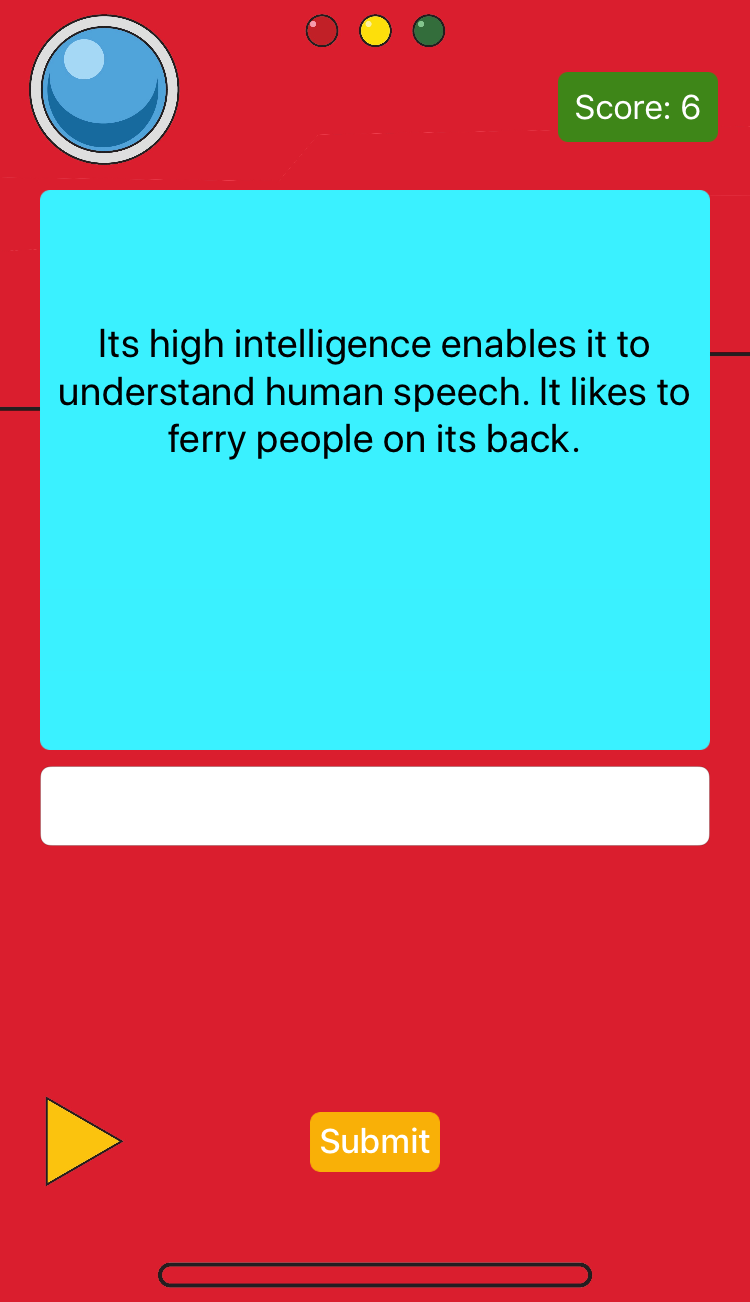 Score: 6
Its high intelligence enables it to
understand human speech. It likes to
ferry people on its back.
Submit